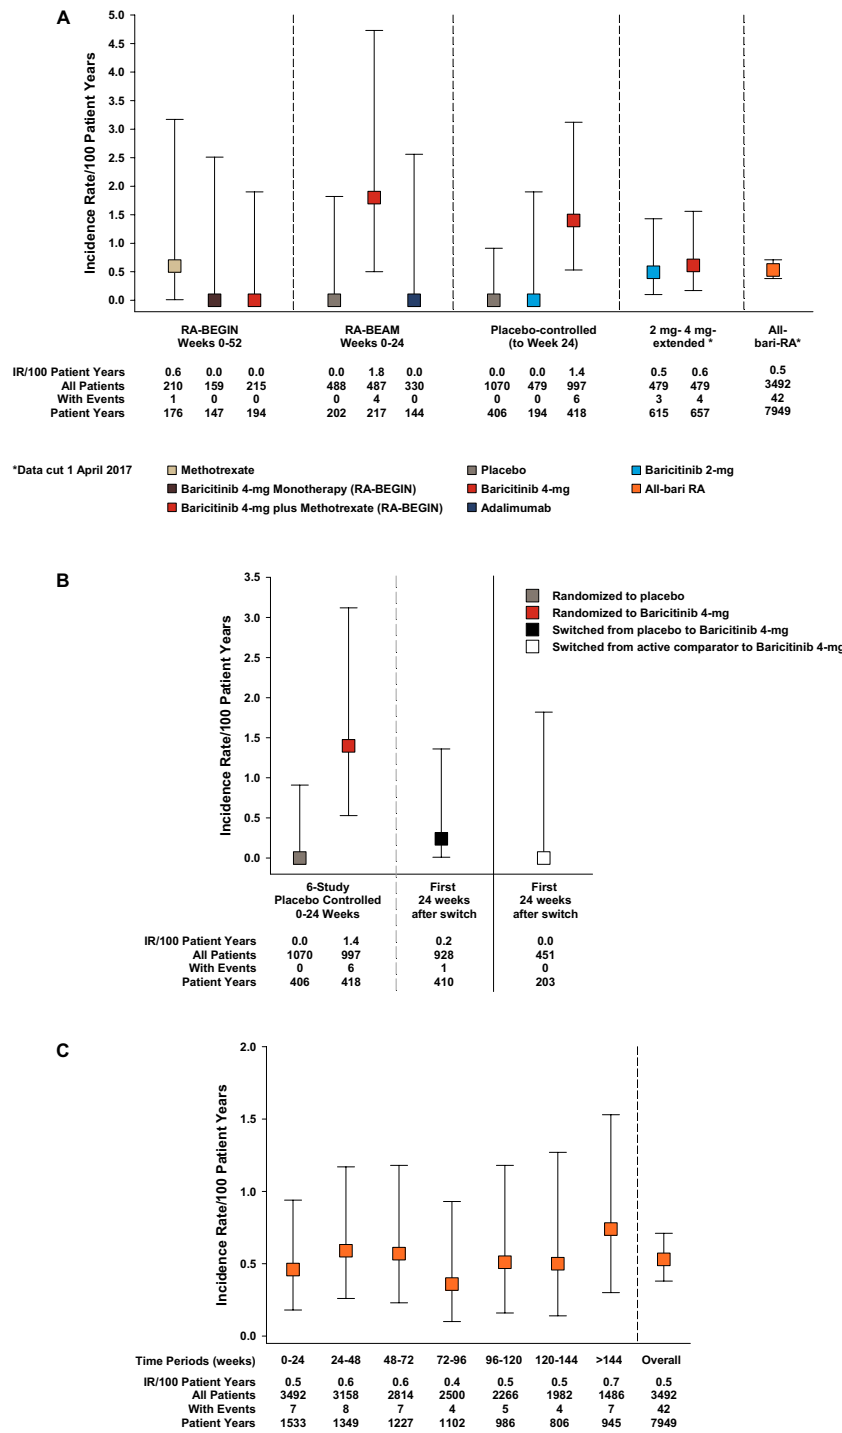 A
5.0
4.5
4.0
3.5
3.0
2.5
2.0
1.5
1.0
0.5
0.0
Incidence Rate/100 Patient Years
RA-BEGIN RA-BEAM Placebo-controlled 2 mg- 4 mg- All-
Weeks 0-52 Weeks 0-24 (to Week 24) extended * bari-RA*
IR/100 Patient Years 0.6 0.0 0.0 0.0 1.8 0.0 0.0 0.0 1.4 0.5 0.6 0.5
All Patients 210 159 215 488 487 330 1070 479 997 479 479 3492
With Events 1 0 0 0 4 0 0 0 6 3 4 42
Patient Years 176 147 194 202 217 144 406 194 418 615 657 7949
*Data cut 1 April 2017 Methotrexate Placebo Baricitinib 2-mg
Baricitinib 4-mg Monotherapy (RA-BEGIN) Baricitinib 4-mg All-bari RA
Baricitinib 4-mg plus Methotrexate (RA-BEGIN) Adalimumab
B
3.5
3.0
2.5
2.0
1.5
1.0
0.5
0.0
Incidence Rate/100 Patient Years
Randomized to placebo
Randomized to Baricitinib 4-mg
Switched from placebo to Baricitinib 4-mg
Switched from active comparator to Baricitinib 4-mg
6-Study First First
Placebo Controlled 24 weeks 24 weeks
0-24 Weeks after switch after switch
IR/100 Patient Years 0.0 1.4 0.2 0.0
All Patients 1070 997 928 451
With Events 0 6 1 0
Patient Years 406 418 410 203
C
2.0
1.5
1.0
0.5
0.0
Incidence Rate/100 Patient Years
Time Periods (weeks) 0-24 24-48 48-72 72-96 96-120 120-144 >144 Overall
IR/100 Patient Years 0.5 0.6 0.6 0.4 0.5 0.5 0.7 0.5
All Patients 3492 3158 2814 2500 2266 1982 1486 3492
With Events 7 8 7 4 5 4 7 42
Patient Years 1533 1349 1227 1102 986 806 945 7949